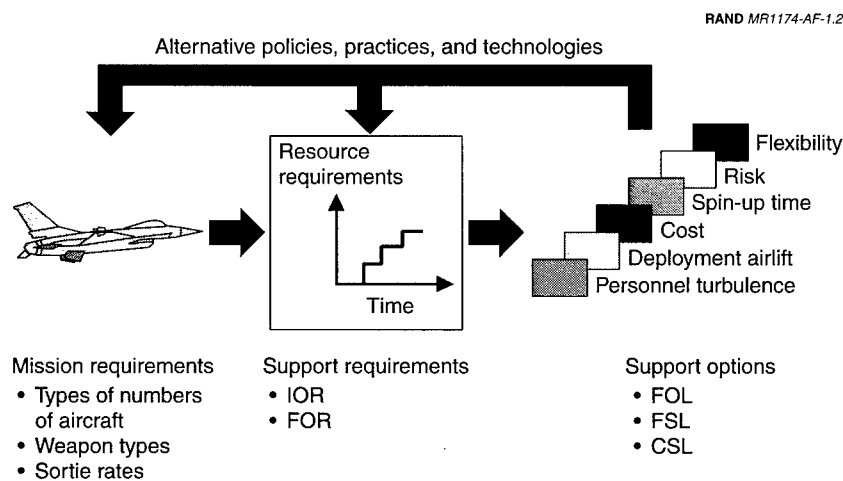 RAND MR1174-AF-1.2
Alternative policies, practices, and technologies
Resource
requirements
Time
Flexibility
Risk
Spin-up time
Cost
Deployment airlift
Personnel turbulence
Mission requirements
• Types of numbers
of aircraft
• Weapon types
• Sortie rates
Support requirements
• IOR
• FOR
Support options
• FOL
• FSL
• CSL